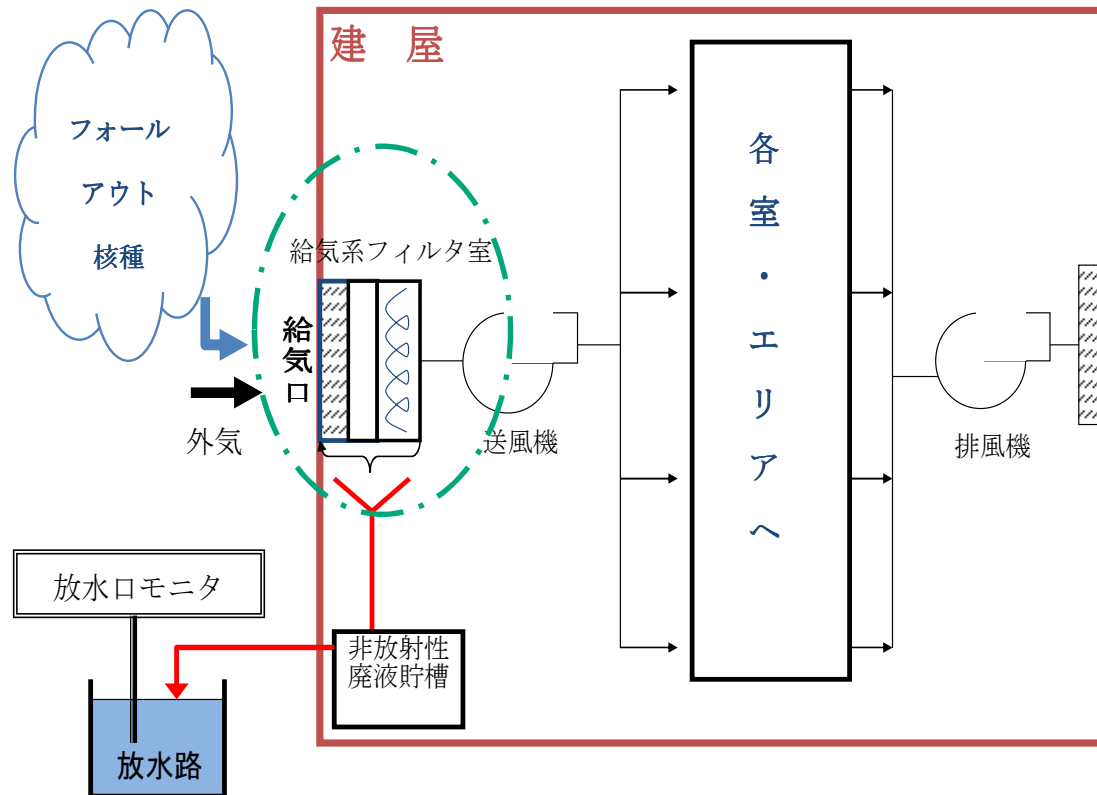 建　屋
フォール
アウト
核種
給気系フィルタ室
給気口
外気
送風機
各室・エリアへ
排風機
放水口モニタ
非放射性
廃液貯槽
放水路